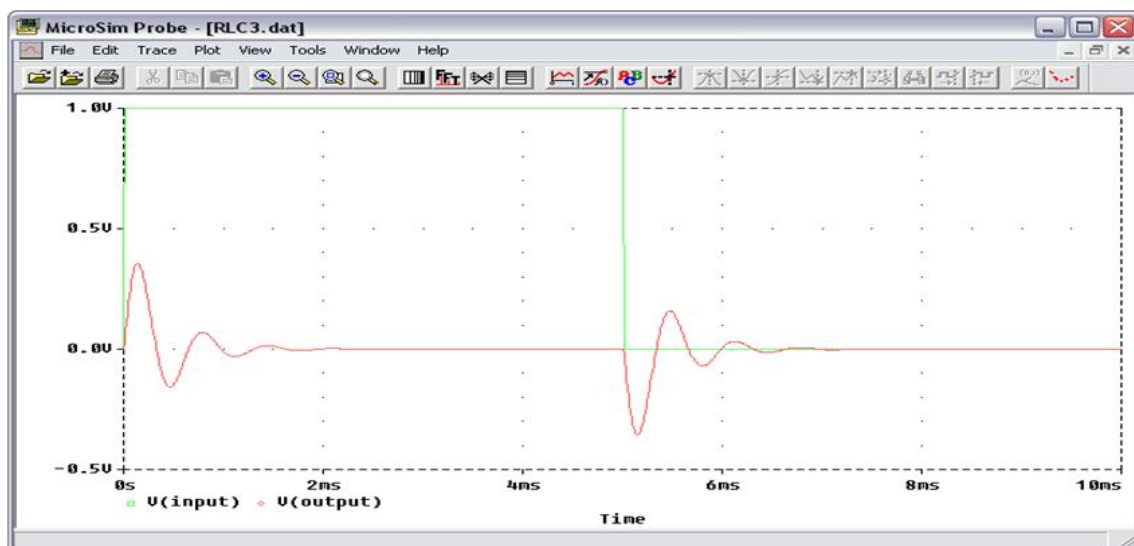 MicroSim Probe - [RLC3.dat]
File Edit Trace Plot View Tools Window Help
1.0V
0.5V
0.0V
-0.5V
0s 2ms 4ms 6ms 8ms 10ms
V(input) V(output)
Time